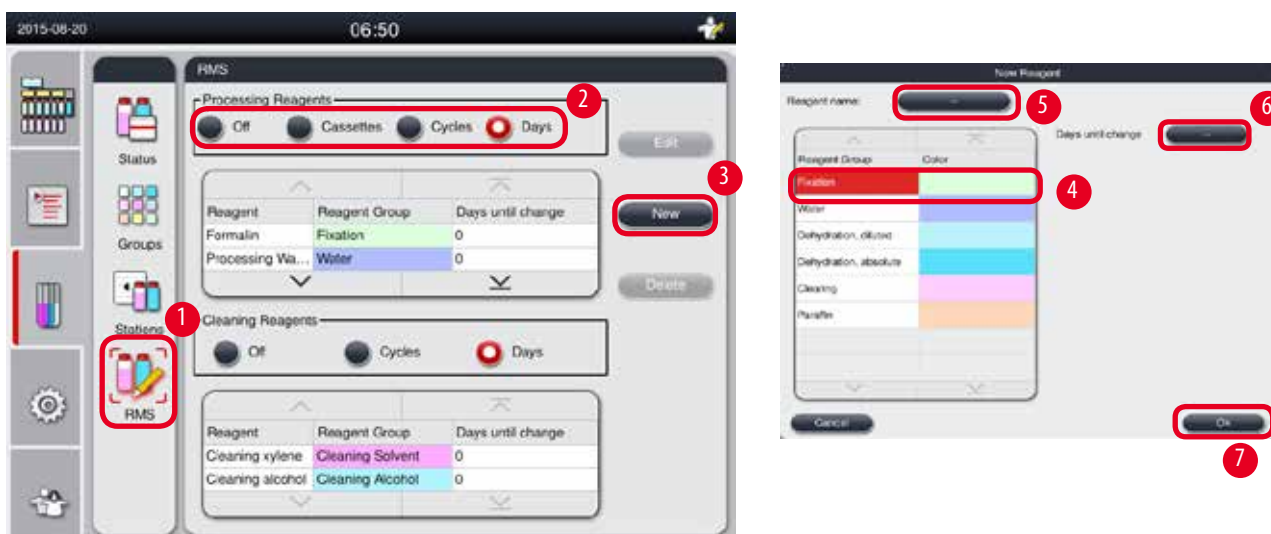 2015-08-20 06:50
RMS
Processing Reagents
2
Off Cassettes Cycles Days
Edit
3
New
Reagent Reagent Group Days until change
Formalin Fixation 0
Processing Wa... Water 0
Delete
Status
Groups
Stations
1
RMS
Cleaning Reagents
Of Cycles Days
Reagent Reagent Group Days until change
Cleaning xylene Cleaning Solvent 0
Cleaning alcohol Cleaning Alcohol 0
New Reagent
Reagent name: -- 5
6
Days until change --
Reagent Group Color
Fixation
4
Water
Dehydration, diluted
Dehydration, absolute
Clearing
Paraffin
Cancel
Ok
7